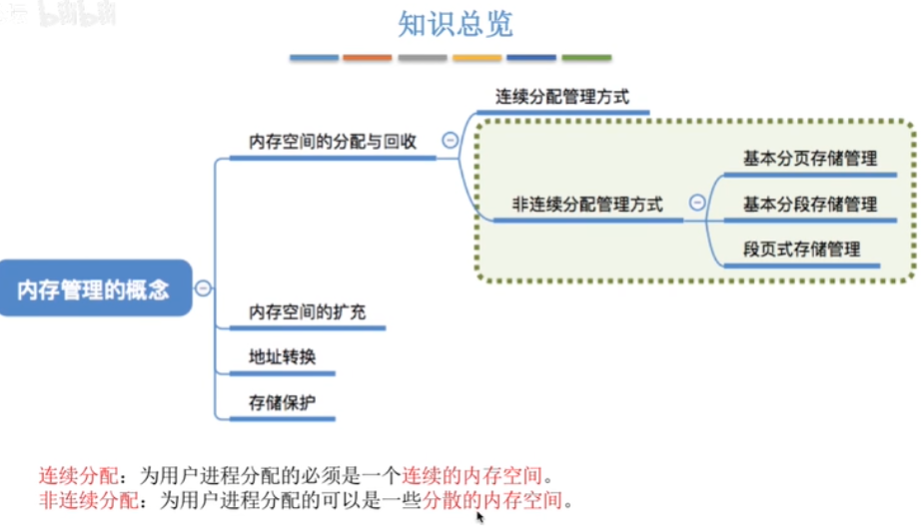 bilibili
知识总览
连续分配管理方式
内存空间的分配与回收
基本分页存储管理
非连续分配管理方式
基本分段存储管理
段页式存储管理
内存管理的概念
内存空间的扩充
地址转换
存储保护
连续分配：为用户进程分配的必须是一个连续的内存空间。
非连续分配：为用户进程分配的可以是一些分散的内存空间。